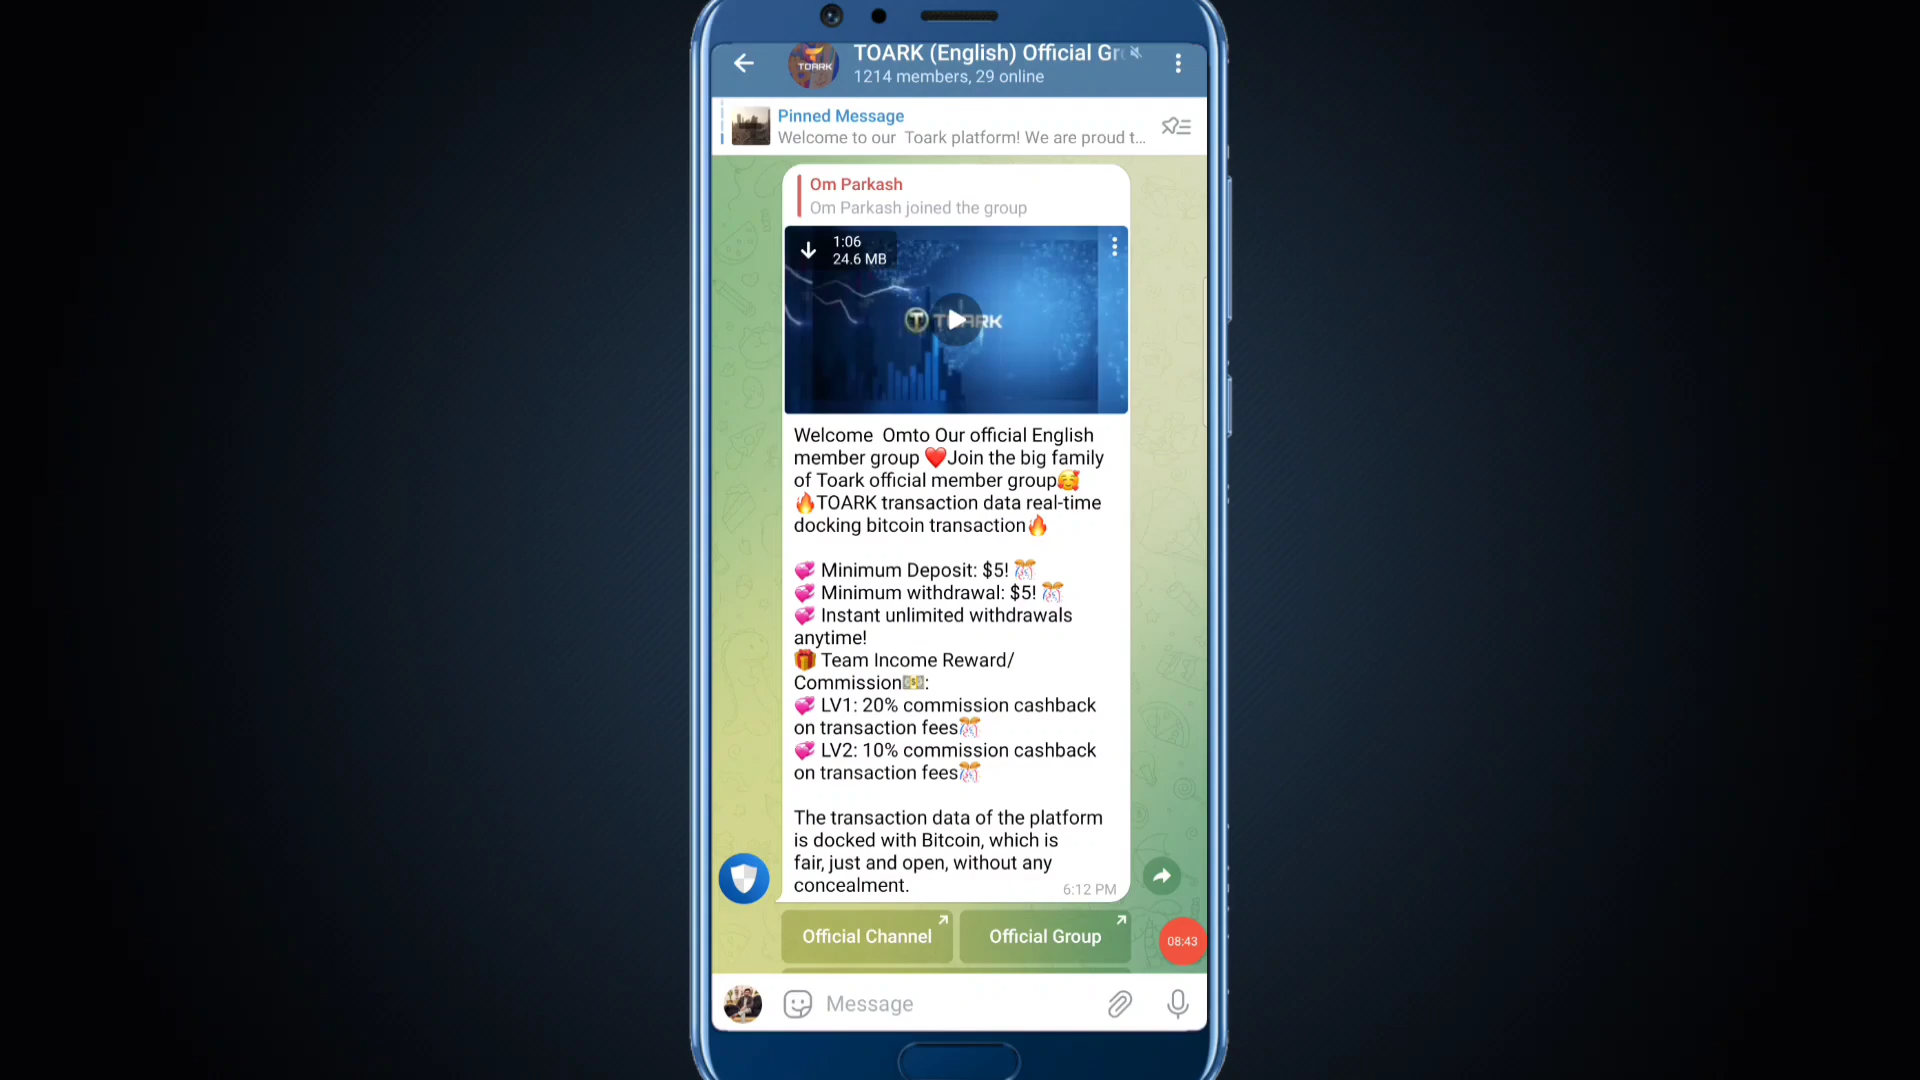 TOARK (English) Official Gr
1214 members, 29 online
TOARK
Pinned Message
Welcome to our Toark platform! We are proud t...
Om Parkash
Om Parkash joined the group
1:06
24.6 MB
Welcome Omto Our official English
member group ❤️Join the big family
of Toark official member group🥰
🔥TOARK transaction data real-time
docking bitcoin transaction🔥
💞 Minimum Deposit: $5! 🎊
💞 Minimum withdrawal: $5! 🎊
💞 Instant unlimited withdrawals
anytime!
🎁 Team Income Reward/
Commission💵:
💞 LV1: 20% commission cashback
on transaction fees🎊
💞 LV2: 10% commission cashback
on transaction fees🎊
The transaction data of the platform
is docked with Bitcoin, which is
fair, just and open, without any
concealment.
6:12 PM
Official Channel
Official Group
08:43
Message